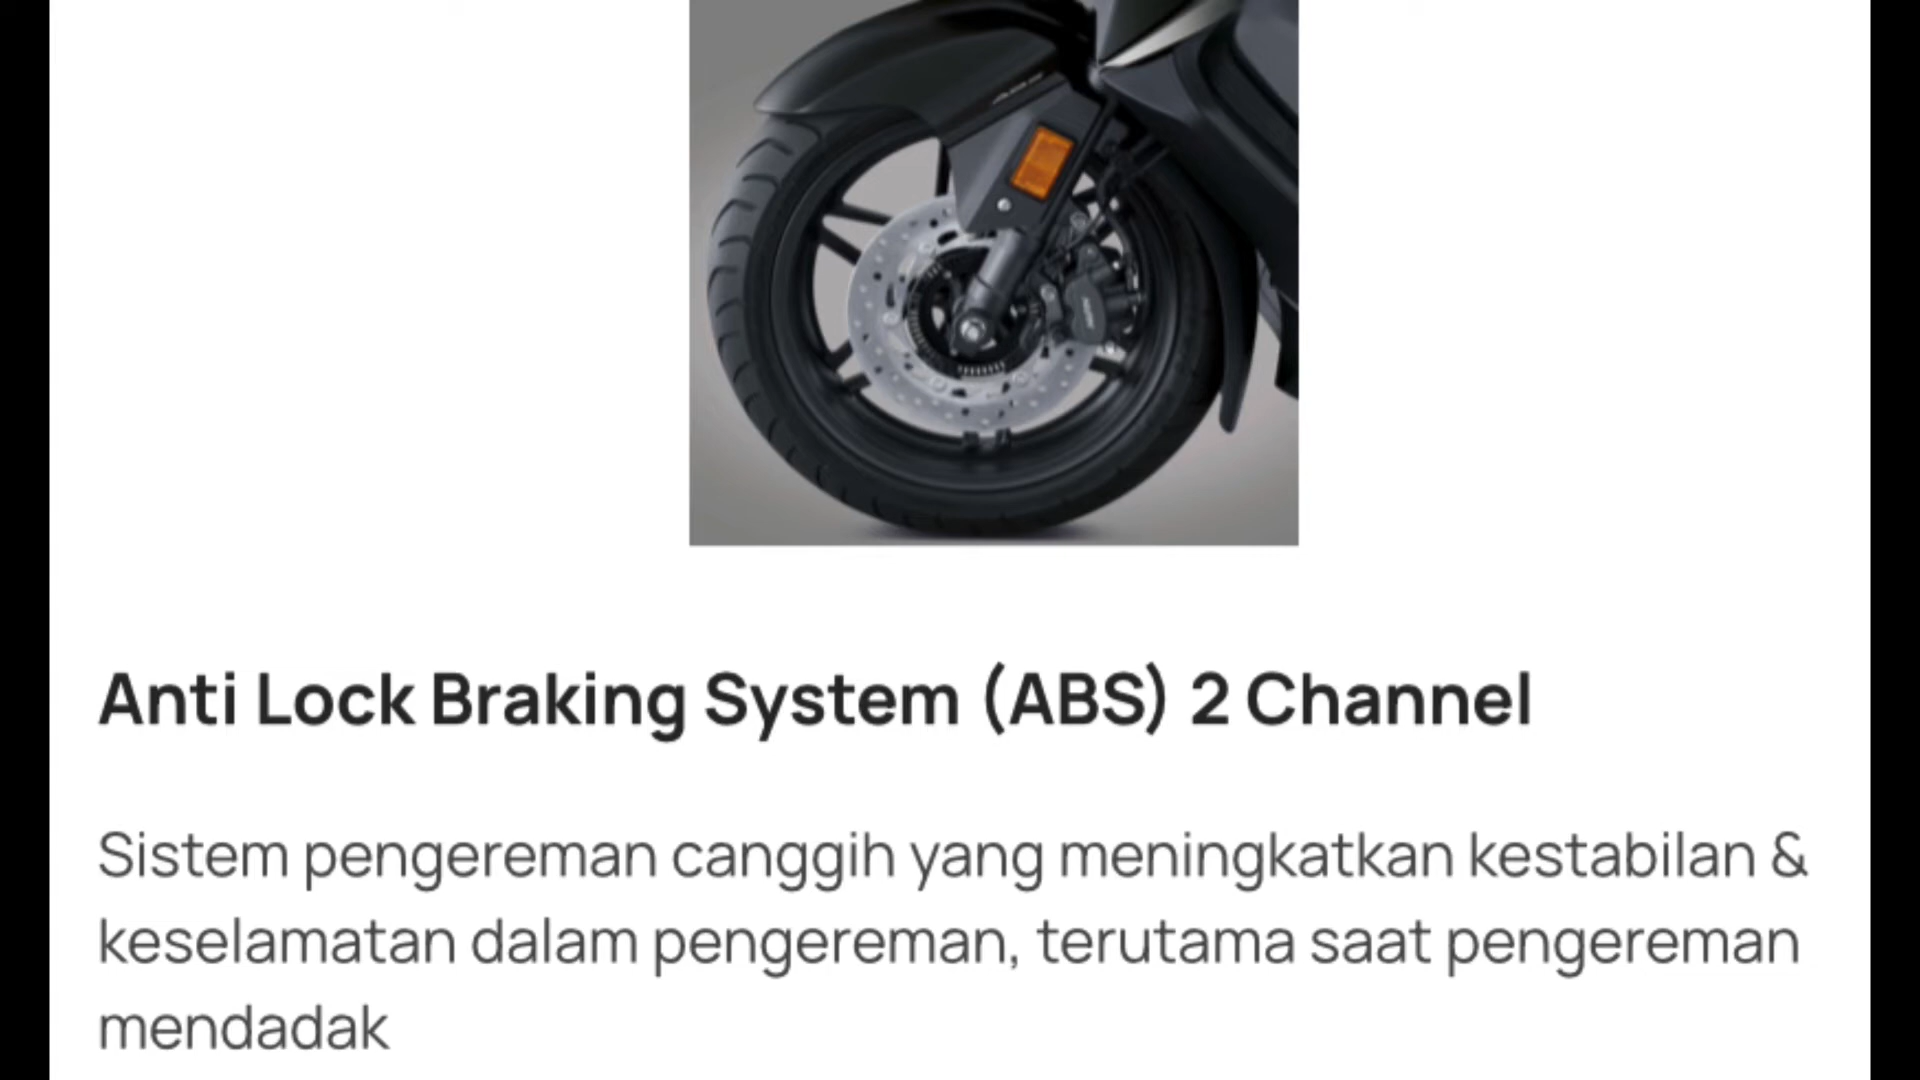 Anti Lock Braking System (ABS) 2 Channel
Sistem pengereman canggih yang meningkatkan kestabilan &
keselamatan dalam pengereman, terutama saat pengereman
mendadak